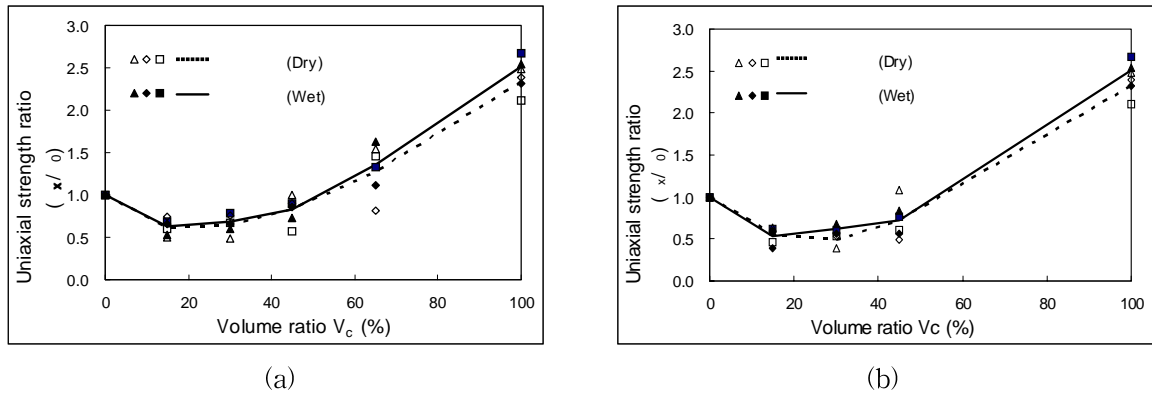 3.0
2.5
2.0
1.5
1.0
0.5
0.0
Uniaxial strength ratio
( x/ 0)
(Dry)
(Wet)
0 20 40 60 80 100
Volume ratio Vc (%)
(a)
3.0
2.5
2.0
1.5
1.0
0.5
0.0
Uniaxial strength ratio
( x/ 0)
(Dry)
(Wet)
0 20 40 60 80 100
Volume ratio Vc (%)
(b)